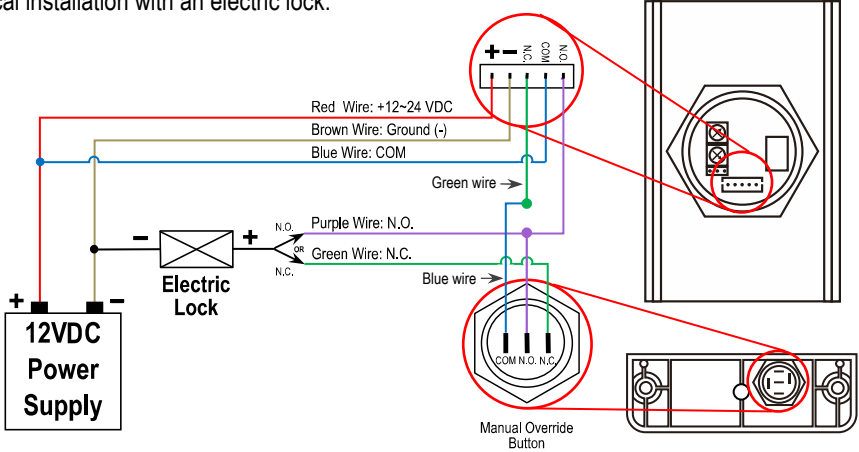 cal installation with an electric lock.
+ − N.C. COM N.O.
Red Wire: +12~24 VDC
Brown Wire: Ground (-)
Blue Wire: COM
Green wire
N.O. Purple Wire: N.O.
− + OR Green Wire: N.C.
N.C.
Electric
Lock
Blue wire
+ −
12VDC
Power
Supply
COM N.O. N.C.
Manual Override
Button